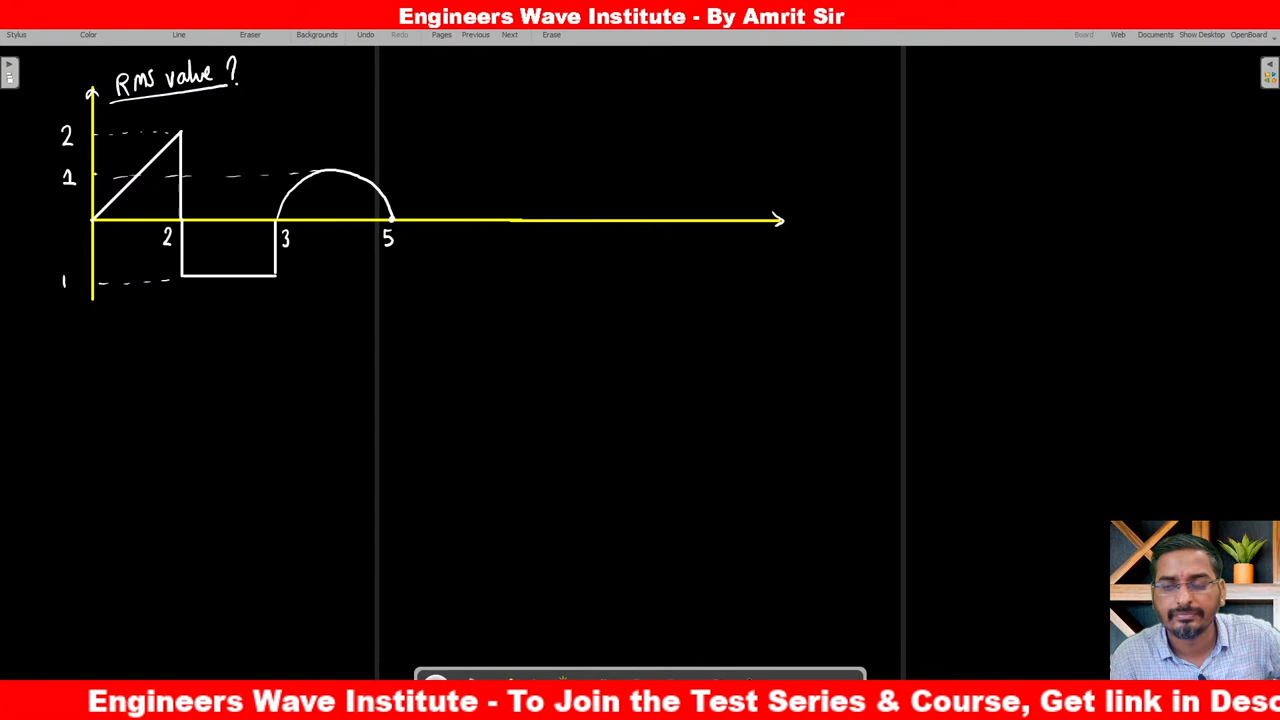 Engineers Wave Institute - By Amrit Sir
Stylus Color Line Eraser Backgrounds Undo Redo Pages Previous Next Erase Board Web Documents Show Desktop OpenBoard
Rms value ?
2
1
2 3 5
1
Engineers Wave Institute - To Join the Test Series & Course, Get link in Desc